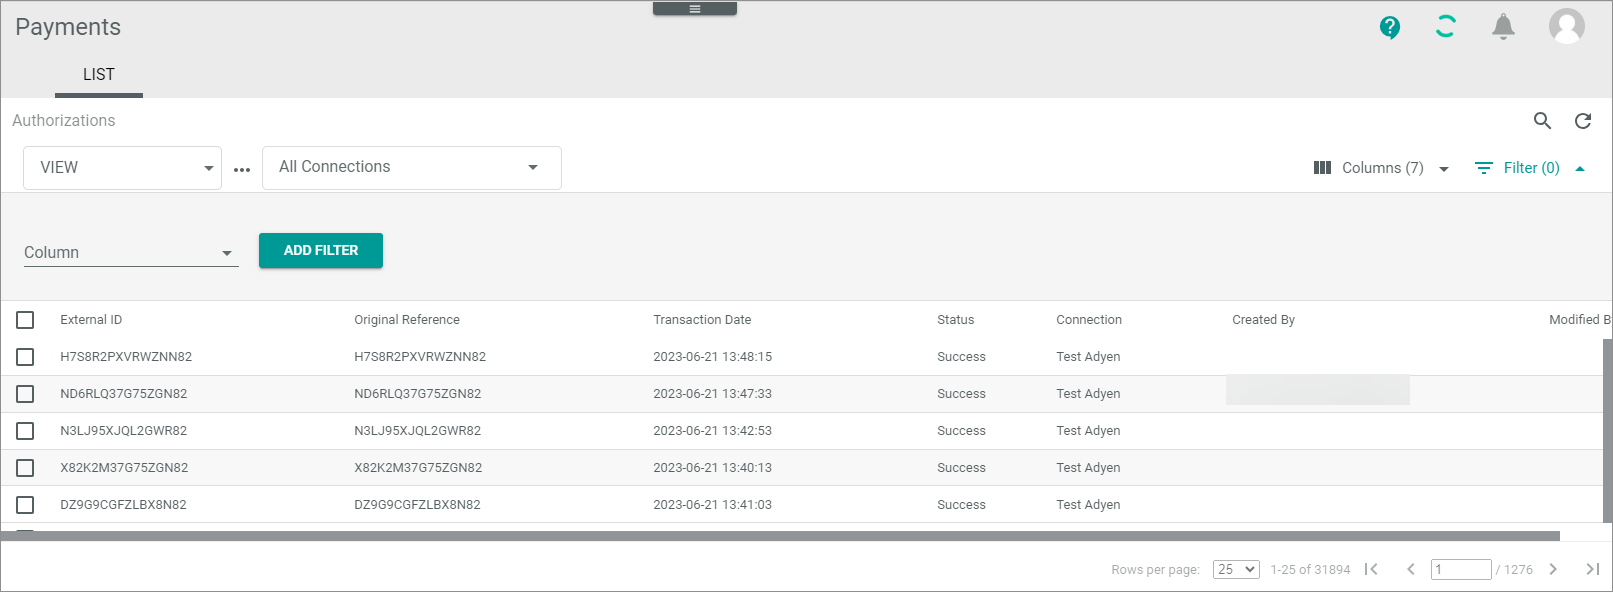 Payments
LIST
Authorizations
VIEW ... All Connections Columns (7) Filter (0)
Column ADD FILTER
External ID Original Reference Transaction Date Status Connection Created By Modified B
H7S8R2PXVRWZNN82 H7S8R2PXVRWZNN82 2023-06-21 13:48:15 Success Test Adyen
ND6RLQ37G75ZGN82 ND6RLQ37G75ZGN82 2023-06-21 13:47:33 Success Test Adyen
N3LJ95XJQL2GWR82 N3LJ95XJQL2GWR82 2023-06-21 13:42:53 Success Test Adyen
X82K2M37G75ZGN82 X82K2M37G75ZGN82 2023-06-21 13:40:13 Success Test Adyen
DZ9G9CGFZLBX8N82 DZ9G9CGFZLBX8N82 2023-06-21 13:41:03 Success Test Adyen
Rows per page: 25 1-25 of 31894 1 / 1276